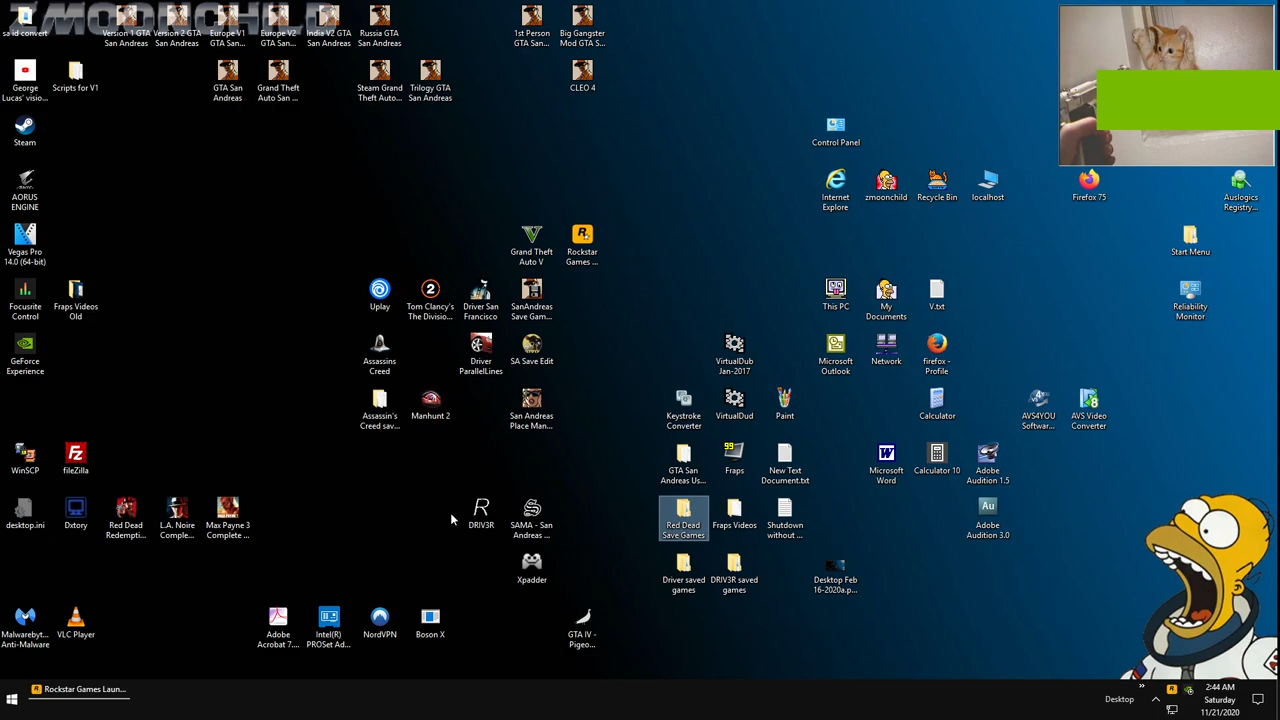 ZMOONCHILD
sa id convert
Version 1 GTA San Andreas
Version 2 GTA San Andreas
Europe V1 GTA San...
Europe V2 GTA San...
India V2 GTA San Andreas
Russia GTA San Andreas
1st Person GTA San...
Big Gangster Mod GTA S...
George Lucas' visio...
Scripts for V1
GTA San Andreas
Grand Theft Auto San ...
Steam Grand Theft Auto...
Trilogy GTA San Andreas
CLEO 4
Steam
Control Panel
AORUS ENGINE
Internet Explore
zmoonchild
Recycle Bin
localhost
Firefox 75
Auslogics Registry...
Vegas Pro 14.0 (64-bit)
Grand Theft Auto V
Rockstar Games ...
Start Menu
Focusrite Control
Fraps Videos Old
Uplay
Tom Clancy's The Divisio...
Driver San Francisco
SanAndreas Save Gam...
This PC
My Documents
V.txt
Reliability Monitor
GeForce Experience
Assassins Creed
Driver ParallelLines
SA Save Edit
VirtualDub Jan-2017
Microsoft Outlook
Network
firefox - Profile
Assassin's Creed sav...
Manhunt 2
San Andreas Place Man...
Keystroke Converter
VirtualDud
Paint
Calculator
AVS4YOU Softwar...
AVS Video Converter
WinSCP
fileZilla
GTA San Andreas Us...
99
Fraps
New Text Document.txt
Microsoft Word
Calculator 10
Adobe Audition 1.5
desktop.ini
Dxtory
Red Dead Redempti...
L.A. Noire Comple...
Max Payne 3 Complete ...
DRIV3R
SAMA - San Andreas ...
Red Dead Save Games
Fraps Videos
Shutdown without ...
Au
Adobe Audition 3.0
Xpadder
Driver saved games
DRIV3R saved games
Desktop Feb 16-2020a.p...
Malwarebyt... Anti-Malware
VLC Player
Adobe Acrobat 7....
Intel(R) PROSet Ad...
NordVPN
Boson X
GTA IV - Pigeo...
Rockstar Games Laun...
Desktop
2:44 AM
Saturday
11/21/2020